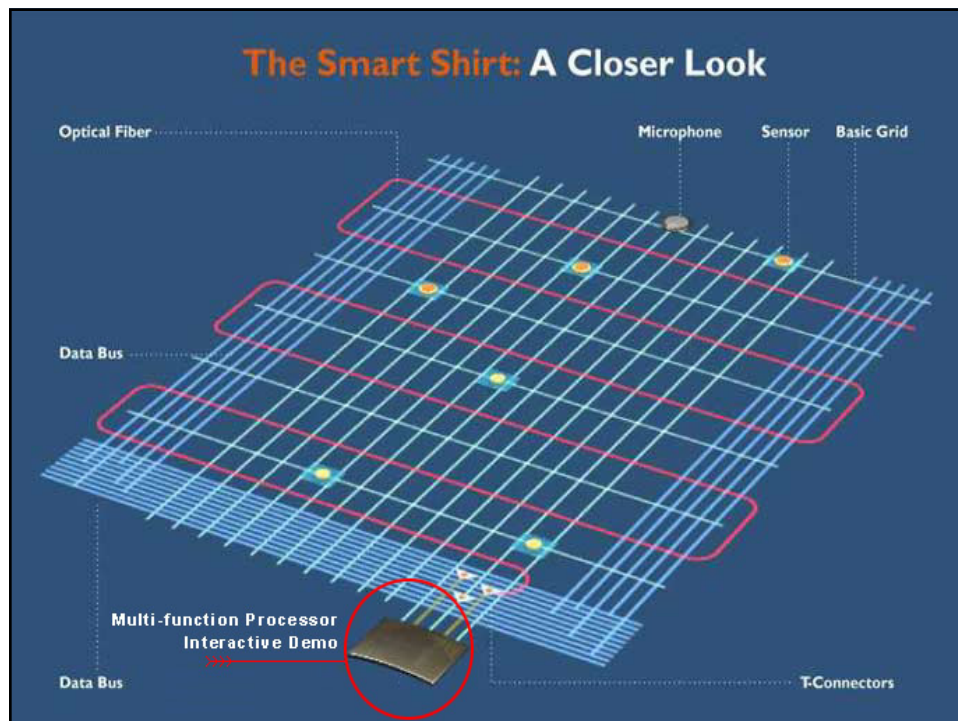 The Smart Shirt: A Closer Look
Optical Fiber
Microphone
Sensor
Basic Grid
Data Bus
Multi-function Processor
Interactive Demo
Data Bus
T-Connectors